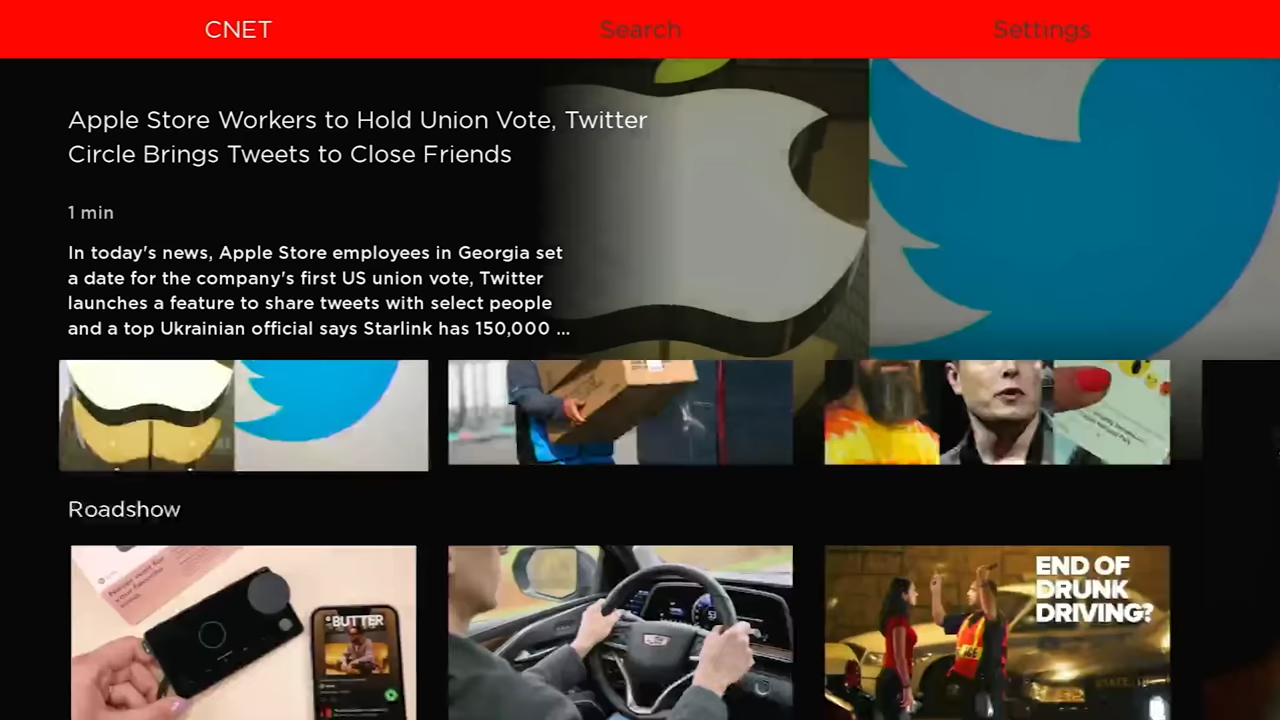 CNET
Search
Settings
Apple Store Workers to Hold Union Vote, Twitter
Circle Brings Tweets to Close Friends
1 min
In today's news, Apple Store employees in Georgia set
a date for the company's first US union vote, Twitter
launches a feature to share tweets with select people
and a top Ukrainian official says Starlink has 150,000 ...
Roadshow
BUTTER
END OF
DRUNK
DRIVING?